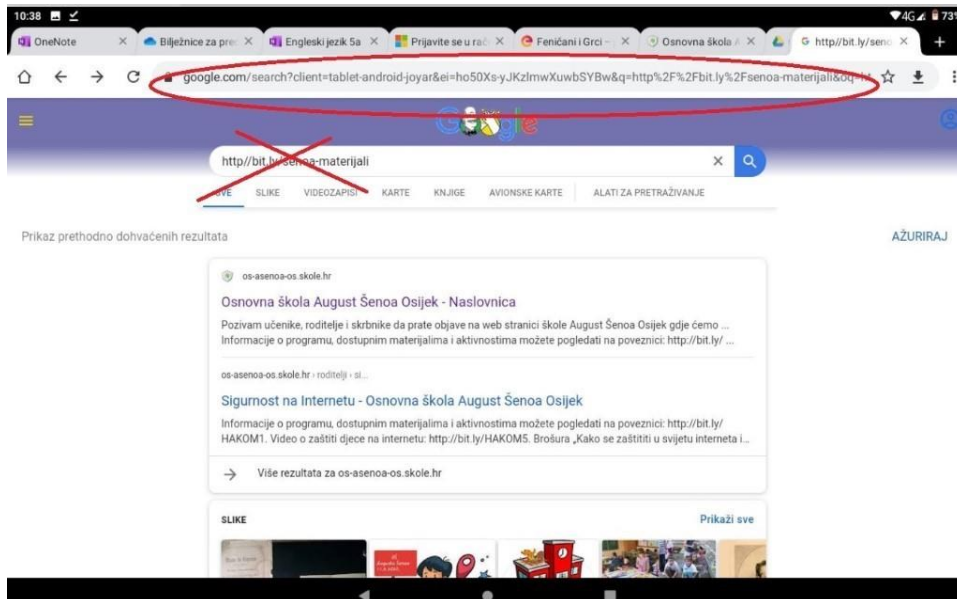 10:38 4G 73%
OneNote Bilježnice za pred Engleski jezik 5a Prijavite se u rač Feničani i Grci – Osnovna škola A http//bit.ly/seno
google.com/search?client=tablet-android-joyar&ei=ho50Xs-yJKzlmwXuwbSYBw&q=http%2F%2Fbit.ly%2Fsenoa-materijali&oq=
Google
http//bit.ly/senoa-materijali
SVE SLIKE VIDEOZAPISI KARTE KNJIGE AVIONSKE KARTE ALATI ZA PRETRAŽIVANJE
Prikaz prethodno dohvaćenih rezultata AŽURIRAJ
os-asenoa-os.skole.hr
Osnovna škola August Šenoa Osijek - Naslovnica
Pozivam učenike, roditelje i skrbnike da prate objave na web stranici škole August Šenoa Osijek gdje ćemo ...
Informacije o programu, dostupnim materijalima i aktivnostima možete pogledati na poveznici: http://bit.ly/ ...
os-asenoa-os.skole.hr › roditelji › si...
Sigurnost na Internetu - Osnovna škola August Šenoa Osijek
Informacije o programu, dostupnim materijalima i aktivnostima možete pogledati na poveznici: http://bit.ly/
HAKOM1. Video o zaštiti djece na internetu: http://bit.ly/HAKOM5. Brošura „Kako se zaštititi u svijetu interneta i...
Više rezultata za os-asenoa-os.skole.hr
SLIKE Prikaži sve